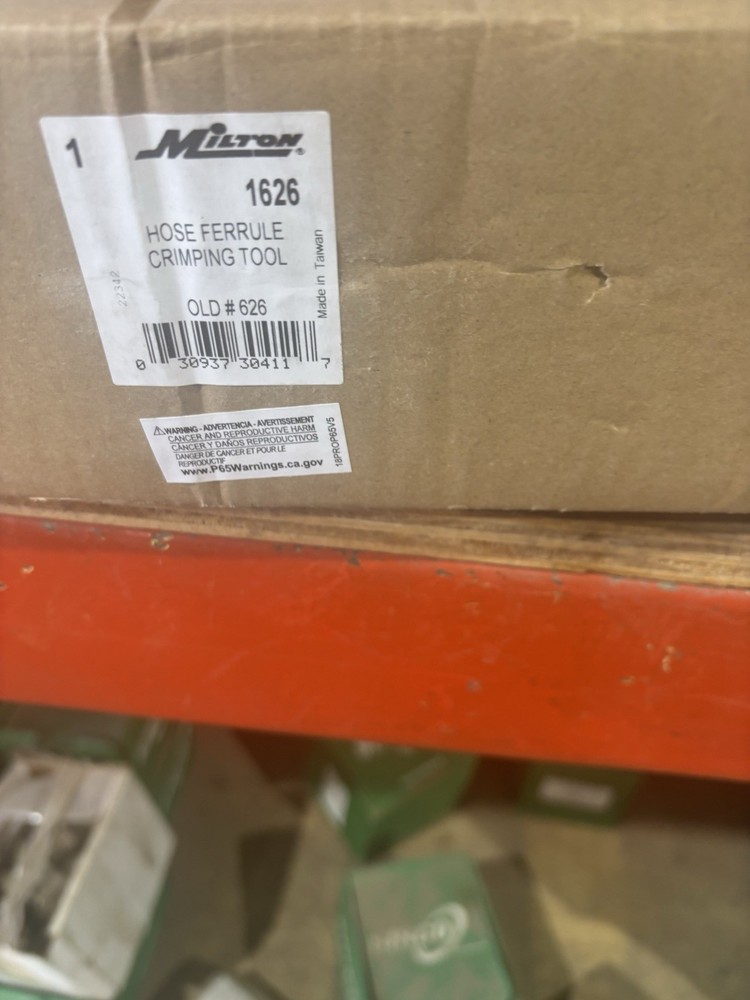 1
MILTON®
1626
HOSE FERRULE
CRIMPING TOOL
Made in Taiwan
22342
OLD # 626
0 30937 30411 7
WARNING - ADVERTENCIA - AVERTISSEMENT
CANCER AND REPRODUCTIVE HARM
CÁNCER Y DAÑOS REPRODUCTIVOS
DANGER DE CANCER ET POUR LE
REPRODUCTIF
www.P65Warnings.ca.gov
18PROP65V5